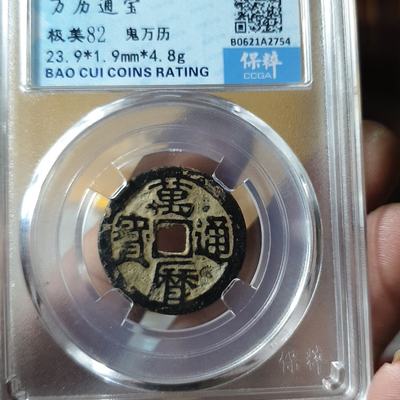 万历通宝
极美82 鬼万历
23.9*1.9mm*4.8g
BAO CUI COINS RATING
B0621A2754
保粹
CCGA
萬曆通寶
保粹